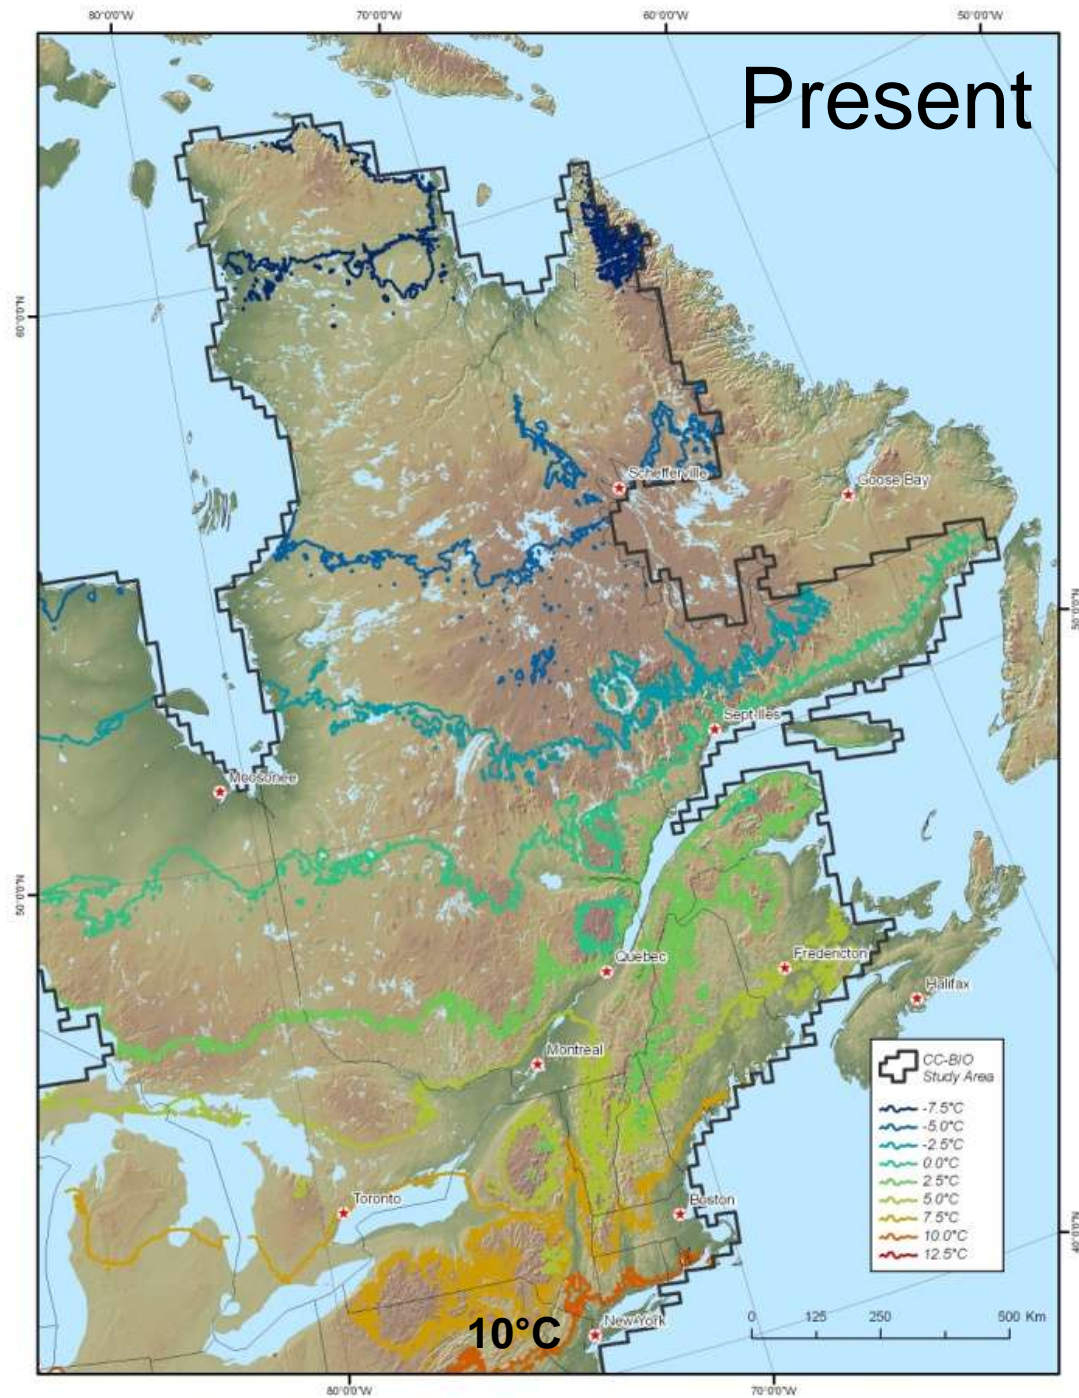 80°0'0"W 70°0'0"W 60°0'0"W 50°0'0"W
Present
60°0'0"N
Schefferville
Goose Bay
50°0'0"N
Sept-Iles
Moosonee
50°0'0"N
Quebec
Fredericton
Halifax
Montreal
CC-BIO
Study Area
-7.5°C
-5.0°C
-2.5°C
0.0°C
2.5°C
5.0°C
7.5°C
10.0°C
12.5°C
Toronto
Boston
40°0'0"N
10°C
New York
0 125 250 500 Km
80°0'0"W 70°0'0"W